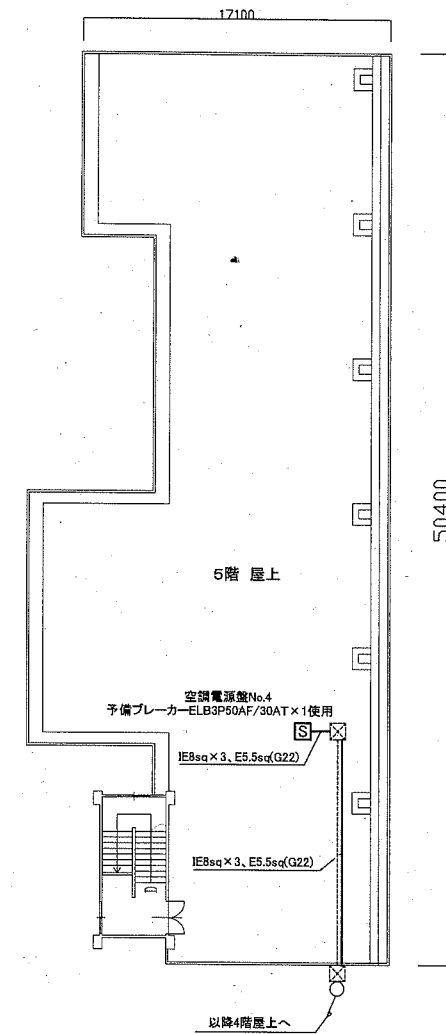 17100
50400
5階 屋上
空調電源盤No.4
予備ブレーカーELB3P50AF/30AT×1使用
S
IE8sq×3、E5.5sq(G22)
IE8sq×3、E5.5sq(G22)
以降4階屋上へ